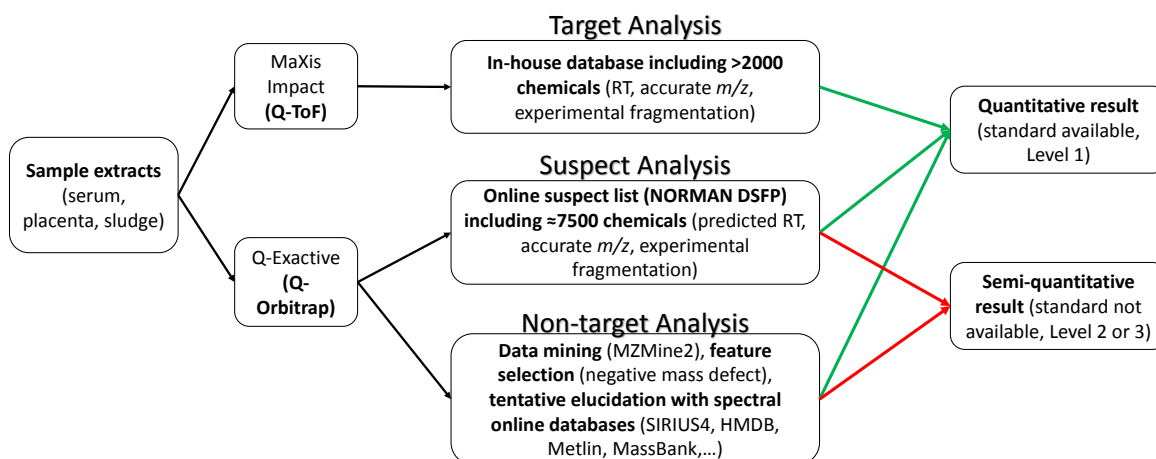 Target Analysis
MaXis
Impact
(Q-ToF)
In-house database including >2000
chemicals (RT, accurate m/z,
experimental fragmentation)
Quantitative result
(standard available,
Level 1)
Sample extracts
(serum,
placenta, sludge)
Suspect Analysis
Online suspect list (NORMAN DSFP)
including ≈7500 chemicals (predicted RT,
accurate m/z, experimental
fragmentation)
Q-Exactive
(Q-
Orbitrap)
Semi-quantitative
result (standard not
available, Level 2 or 3)
Non-target Analysis
Data mining (MZMine2), feature
selection (negative mass defect),
tentative elucidation with spectral
online databases (SIRIUS4, HMDB,
Metlin, MassBank,…)